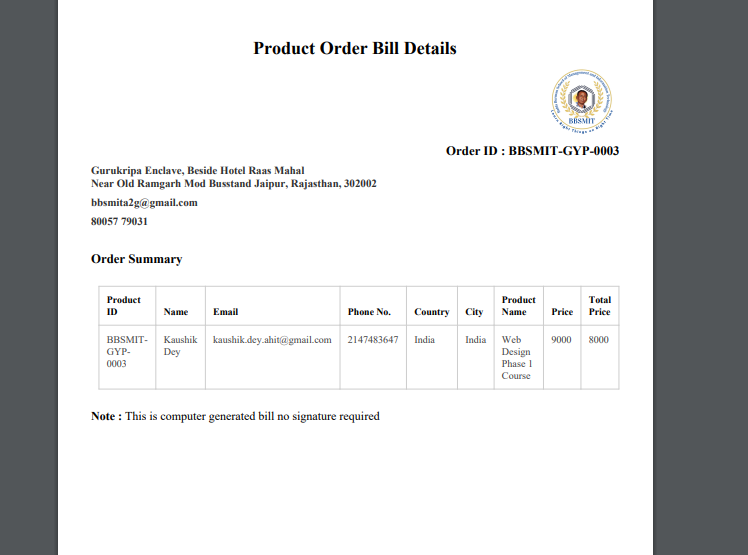 Product Order Bill Details
BBSMIT
Order ID : BBSMIT-GYP-0003
Gurukripa Enclave, Beside Hotel Raas Mahal
Near Old Ramgarh Mod Busstand Jaipur, Rajasthan, 302002
bbsmita2g@gmail.com
80057 79031
Order Summary
Product ID Name Email Phone No. Country City Product Name Price Total Price
BBSMIT-GYP-0003 Kaushik Dey kaushik.dey.ahit@gmail.com 2147483647 India India Web Design Phase 1 Course 9000 8000
Note : This is computer generated bill no signature required